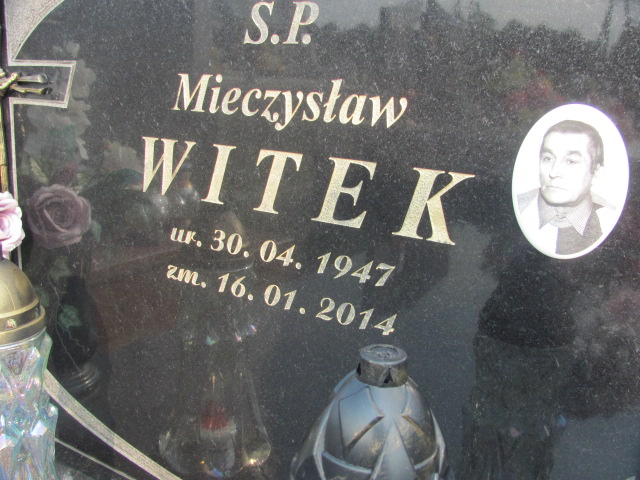 Ś.P.
Mieczysław
WITEK
ur. 30. 04. 1947
zm. 16. 01. 2014